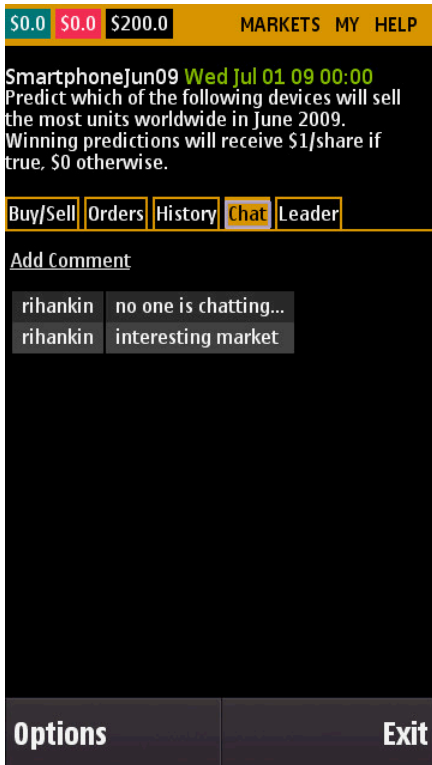 $0.0 $0.0 $200.0 MARKETS MY HELP
SmartphoneJun09 Wed Jul 01 09 00:00
Predict which of the following devices will sell
the most units worldwide in June 2009.
Winning predictions will receive $1/share if
true, $0 otherwise.
Buy/Sell Orders History Chat Leader
Add Comment
rihankin no one is chatting...
rihankin interesting market
Options Exit